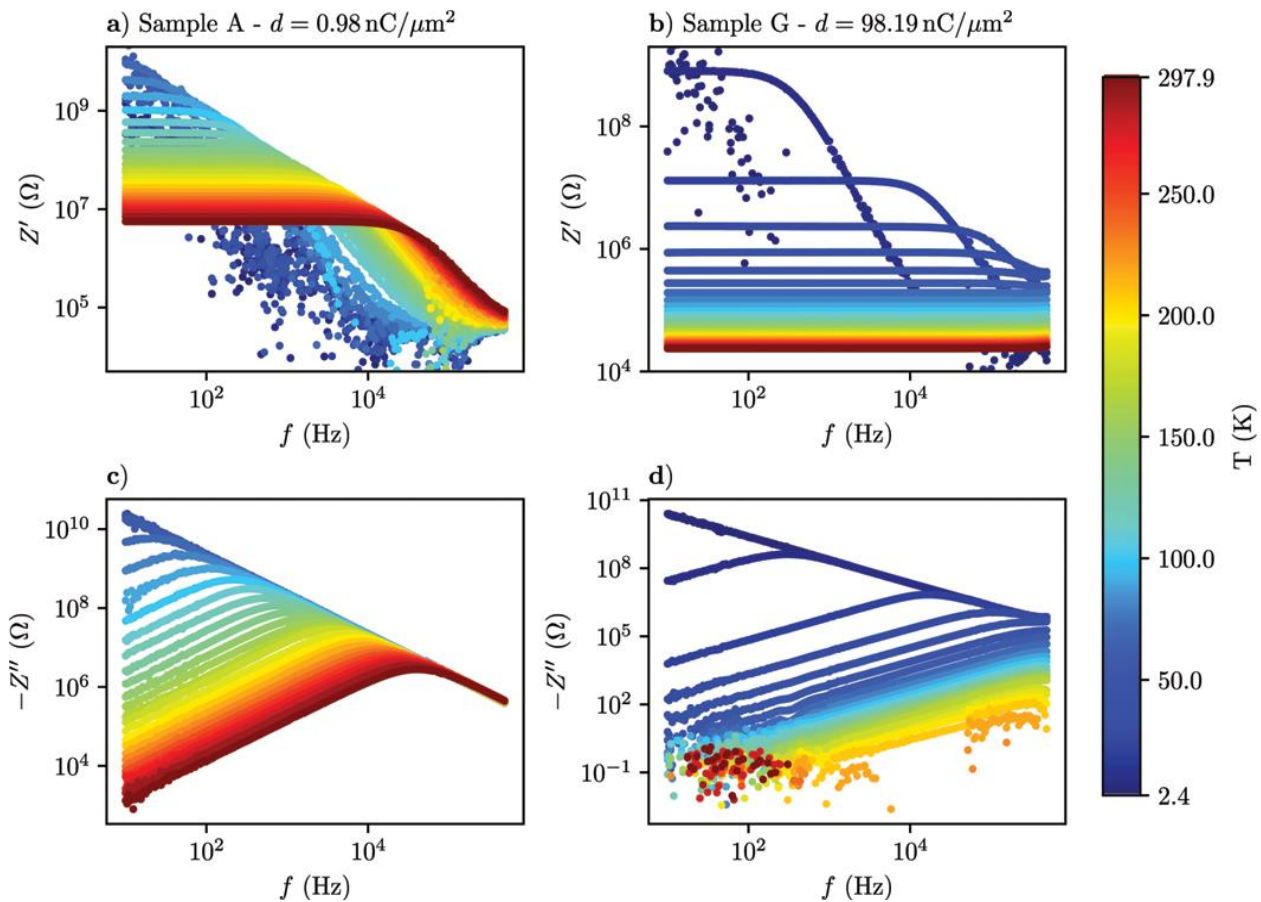 a) Sample A - d = 0.98 nC/μm²
b) Sample G - d = 98.19 nC/μm²
10⁹
10⁷
10⁵
Z′ (Ω)
10²
10⁴
f (Hz)
10⁸
10⁶
10⁴
Z′ (Ω)
10²
10⁴
f (Hz)
297.9
250.0
200.0
150.0
100.0
50.0
2.4
T (K)
c)
10¹⁰
10⁸
10⁶
10⁴
−Z″ (Ω)
10²
10⁴
f (Hz)
d)
10¹¹
10⁸
10⁵
10²
10⁻¹
−Z″ (Ω)
10²
10⁴
f (Hz)